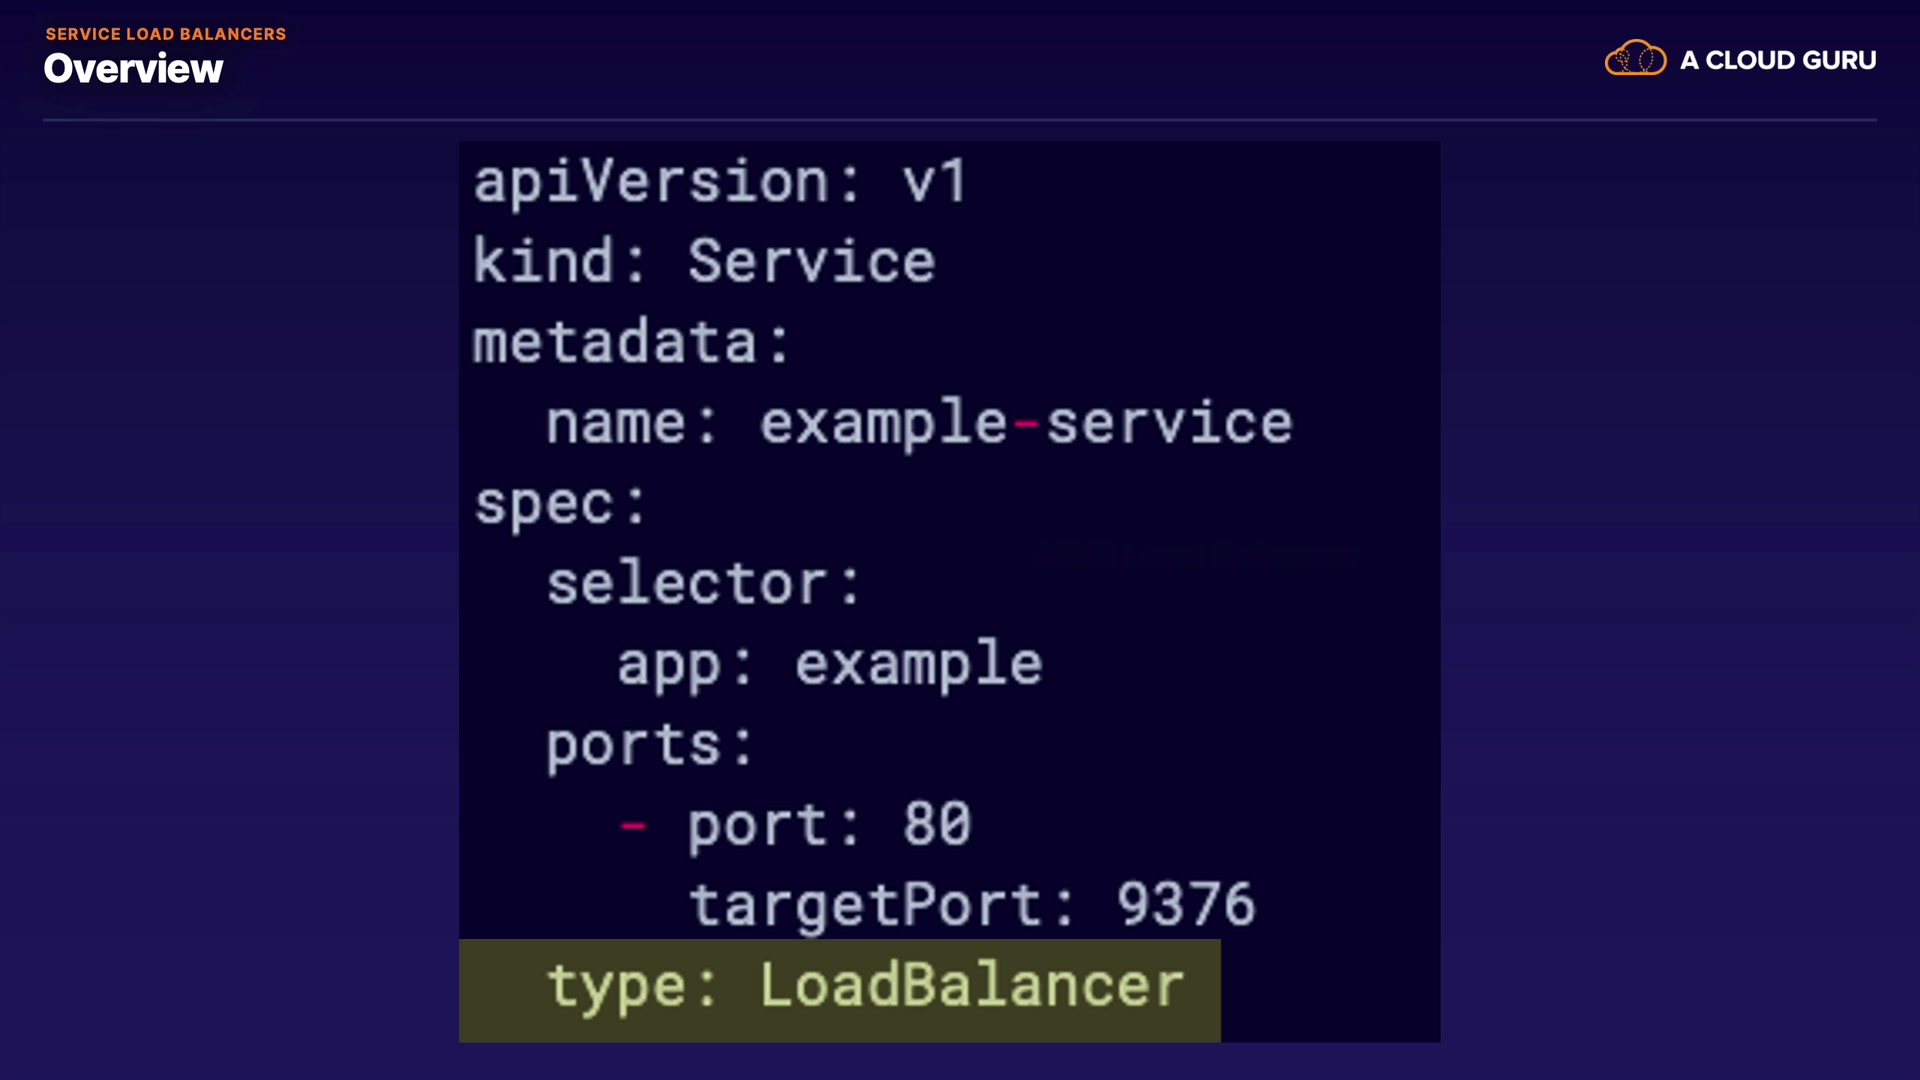 SERVICE LOAD BALANCERS
Overview
A CLOUD GURU
apiVersion: v1
kind: Service
metadata:
  name: example-service
spec:
  selector:
    app: example
  ports:
    - port: 80
      targetPort: 9376
  type: LoadBalancer